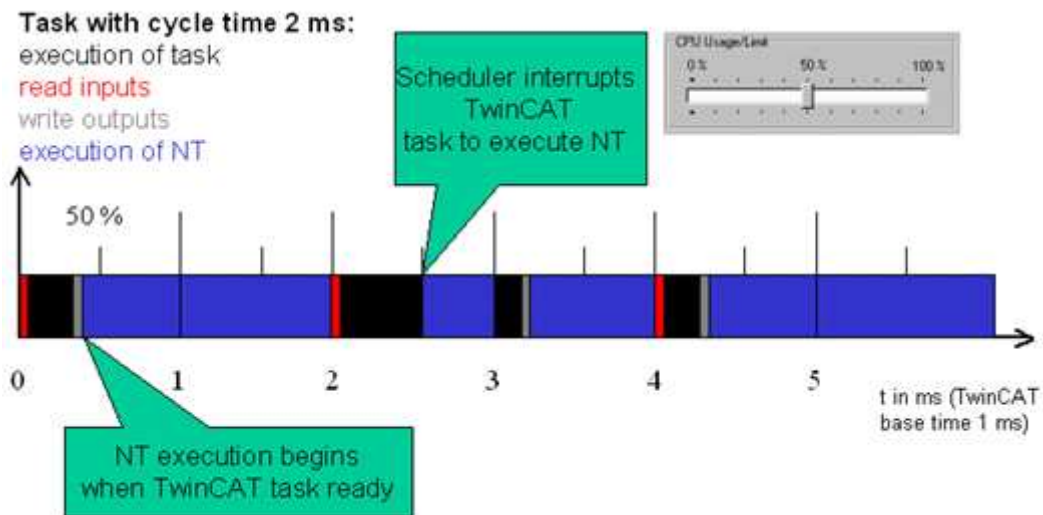 Task with cycle time 2 ms:
execution of task
read inputs
write outputs
execution of NT
Scheduler interrupts
TwinCAT
task to execute NT
CPU Usage/Limit
0 % 50 % 100 %
50 %
0 1 2 3 4 5
t in ms (TwinCAT
base time 1 ms)
NT execution begins
when TwinCAT task ready